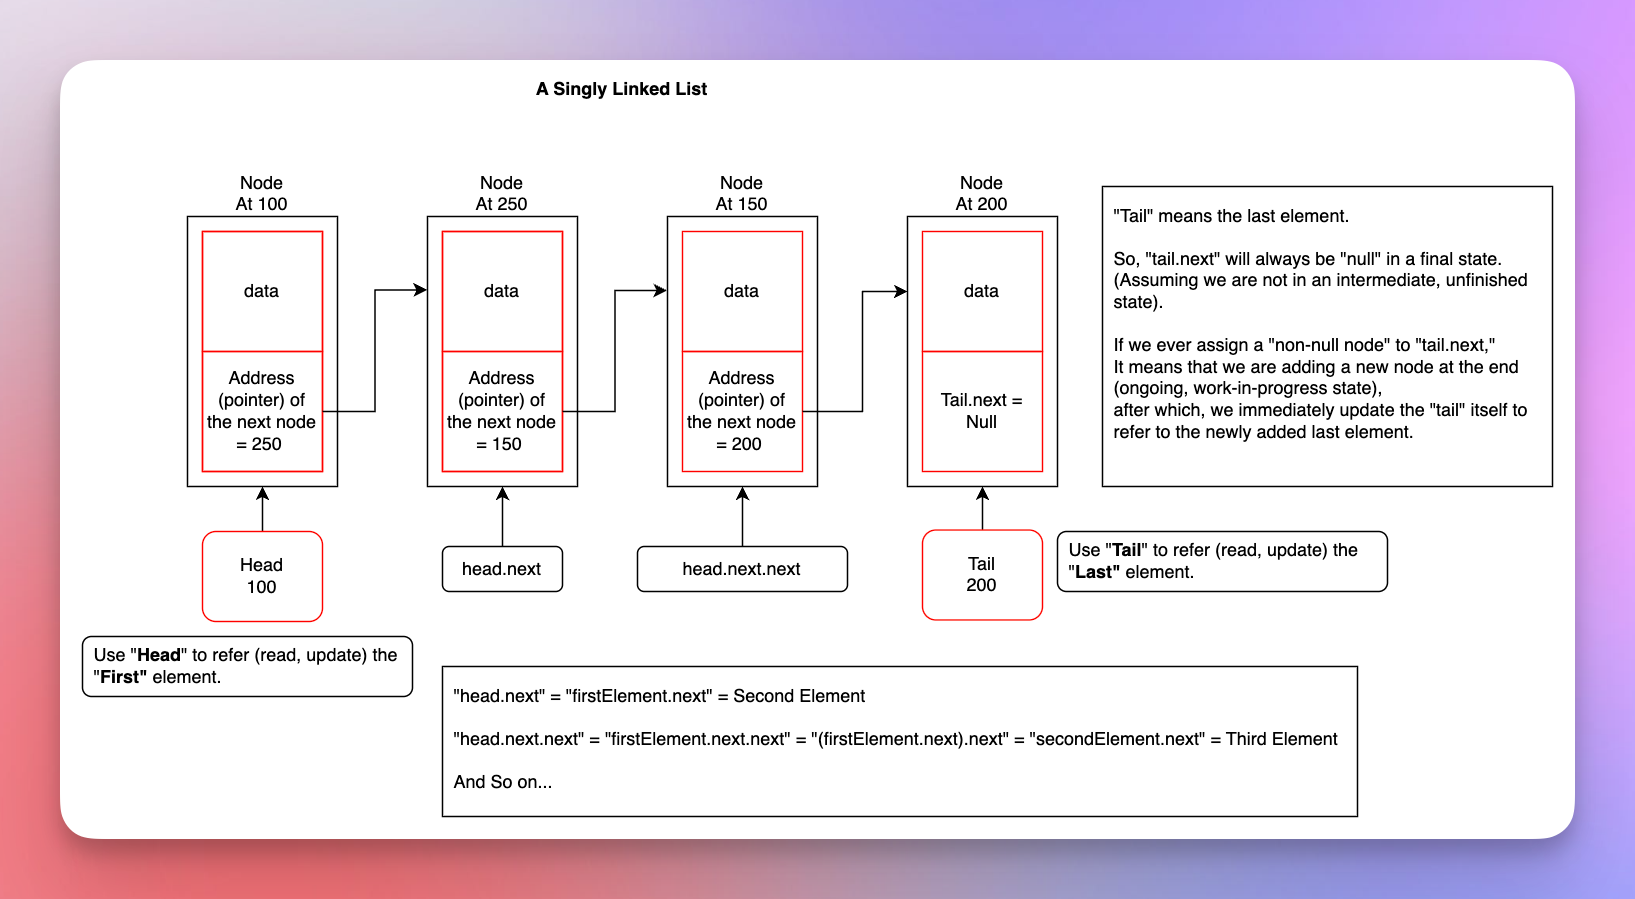 A Singly Linked List
Node
At 100
Node
At 250
Node
At 150
Node
At 200
data
data
data
data
Address
(pointer) of
the next node
= 250
Address
(pointer) of
the next node
= 150
Address
(pointer) of
the next node
= 200
Tail.next =
Null
"Tail" means the last element.
So, "tail.next" will always be "null" in a final state.
(Assuming we are not in an intermediate, unfinished
state).
If we ever assign a "non-null node" to "tail.next,"
It means that we are adding a new node at the end
(ongoing, work-in-progress state),
after which, we immediately update the "tail" itself to
refer to the newly added last element.
Head
100
head.next
head.next.next
Tail
200
Use "Tail" to refer (read, update) the
"Last" element.
Use "Head" to refer (read, update) the
"First" element.
"head.next" = "firstElement.next" = Second Element
"head.next.next" = "firstElement.next.next" = "(firstElement.next).next" = "secondElement.next" = Third Element
And So on...